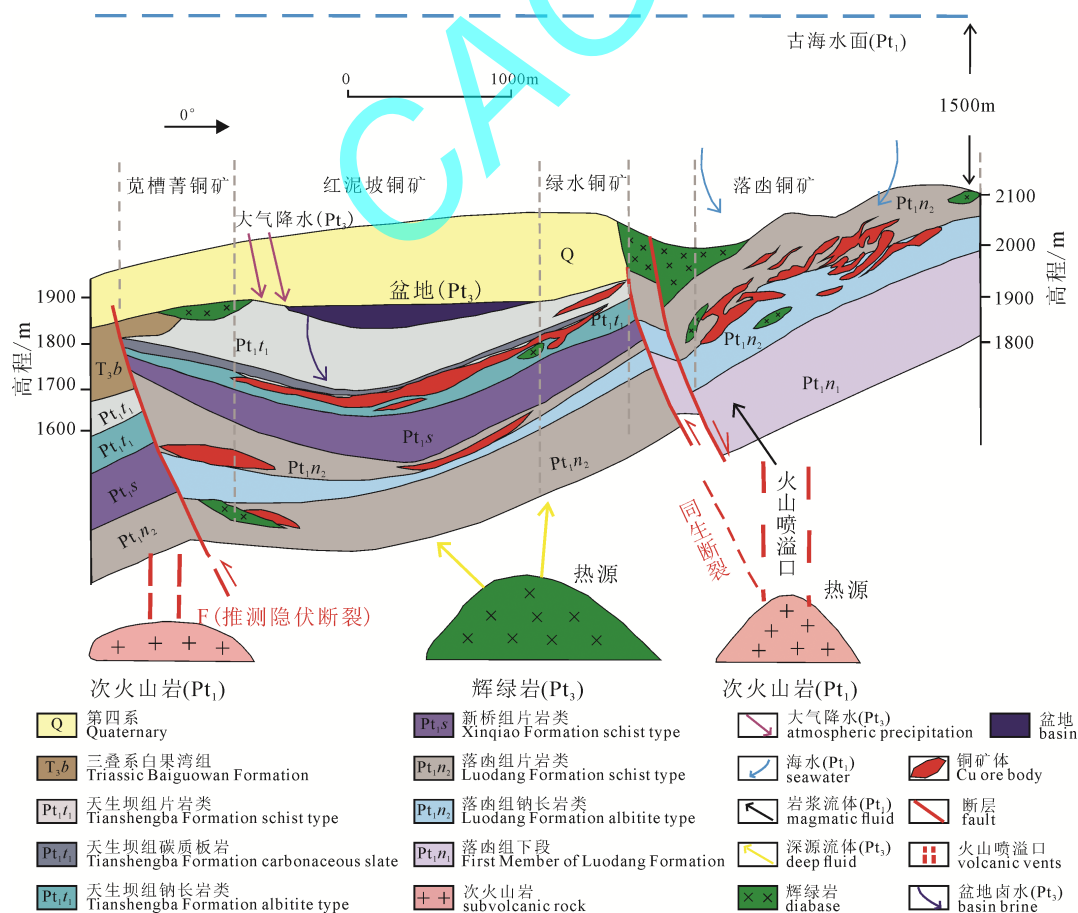 CAO
古海水面(Pt₁)
0 1000m
0°
1500m
苋槽菁铜矿
红泥坡铜矿
绿水铜矿
落凼铜矿
大气降水(Pt₃)
Pt₁n₂
2100
2000
1900
1800
高程/m
Q
盆地(Pt₃)
1900
1800
1700
1600
高程/m
Pt₁t₁
Pt₁t₁
Pt₁n₂
T₃b
Pt₁n₁
Pt₁t₁
Pt₁t₁
Pt₁s
Pt₁n₂
Pt₁n₂
Pt₁s
Pt₁n₂
火山喷溢口
同生断裂
热源
热源
F(推测隐伏断裂)
次火山岩(Pt₁)
辉绿岩(Pt₃)
次火山岩(Pt₁)
Q 第四系
Quaternary
T₃b 三叠系白果湾组
Triassic Baiguowan Formation
Pt₁t₁ 天生坝组片岩类
Tianshengba Formation schist type
Pt₁t₁ 天生坝组碳质板岩
Tianshengba Formation carbonaceous slate
Pt₁t₁ 天生坝组钠长岩类
Tianshengba Formation albitite type
Pt₁s 新桥组片岩类
Xinqiao Formation schist type
Pt₁n₂ 落凼组片岩类
Luodang Formation schist type
Pt₁n₂ 落凼组钠长岩类
Luodang Formation albitite type
Pt₁n₁ 落凼组下段
First Member of Luodang Formation
次火山岩
subvolcanic rock
大气降水(Pt₃)
atmospheric precipitation
海水(Pt₁)
seawater
岩浆流体(Pt₁)
magmatic fluid
深源流体(Pt₃)
deep fluid
辉绿岩
diabase
盆地
basin
铜矿体
Cu ore body
断层
fault
火山喷溢口
volcanic vents
盆地卤水(Pt₃)
basin brine